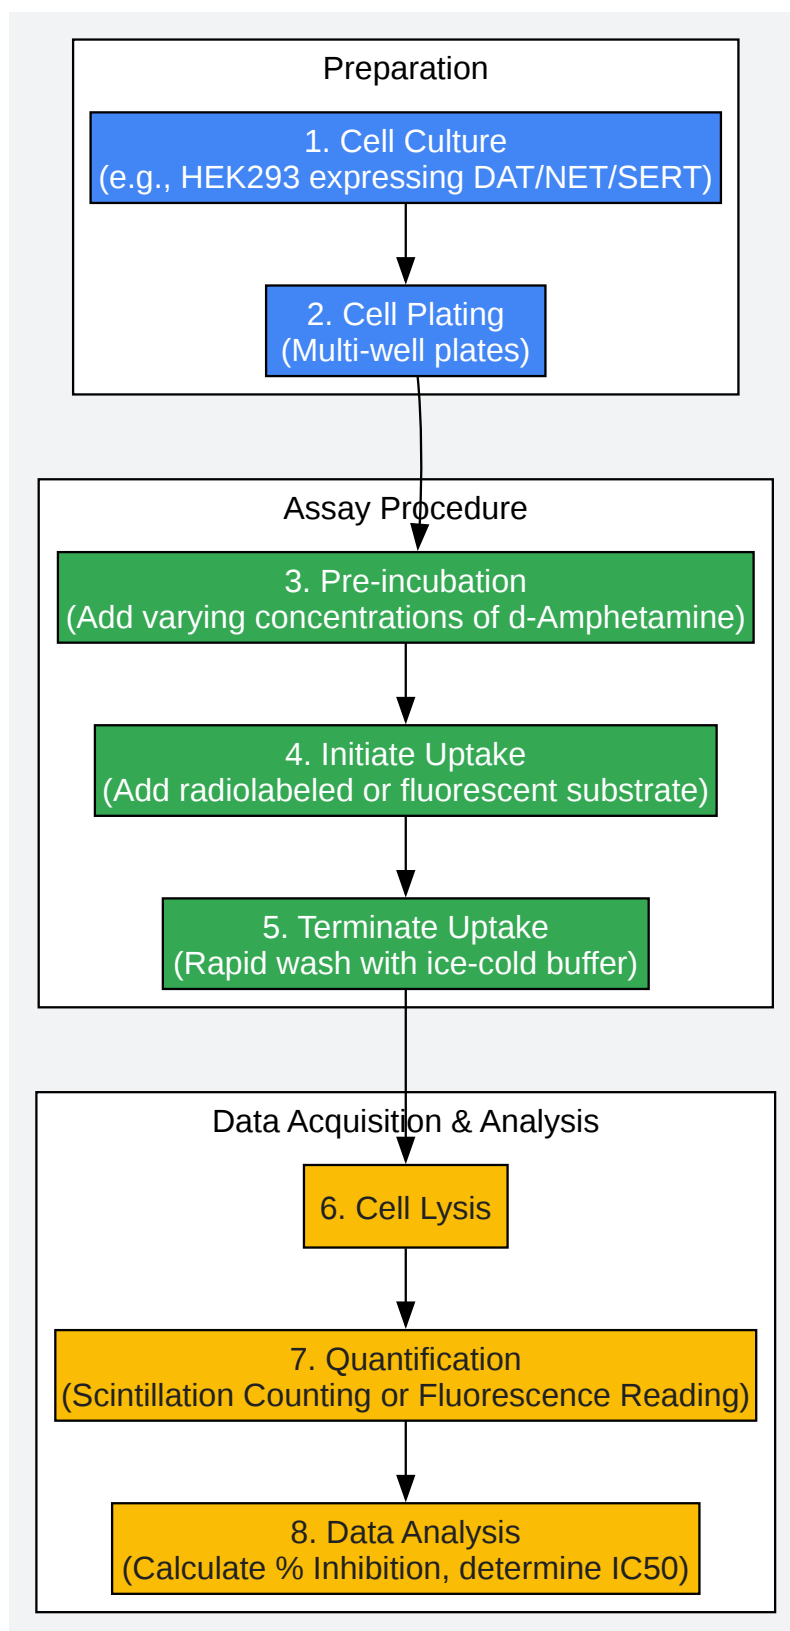 Preparation
1. Cell Culture
(e.g., HEK293 expressing DAT/NET/SERT)
2. Cell Plating
(Multi-well plates)
Assay Procedure
3. Pre-incubation
(Add varying concentrations of d-Amphetamine)
4. Initiate Uptake
(Add radiolabeled or fluorescent substrate)
5. Terminate Uptake
(Rapid wash with ice-cold buffer)
Data Acquisition & Analysis
6. Cell Lysis
7. Quantification
(Scintillation Counting or Fluorescence Reading)
8. Data Analysis
(Calculate % Inhibition, determine IC50)